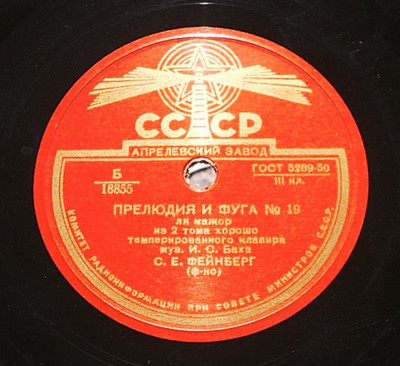 СССР
АПРЕЛЕВСКИЙ ЗАВОД
Б
18855
ГОСТ 5289-50
III кл.
ПРЕЛЮДИЯ И ФУГА № 19
ля мажор
из 2 тома хорошо
темперированного клавира
муз. И. С. Баха
С. Е. ФЕЙНБЕРГ
(ф-но)
КОМИТЕТ РАДИОИНФОРМАЦИИ ПРИ СОВЕТЕ МИНИСТРОВ СССР.